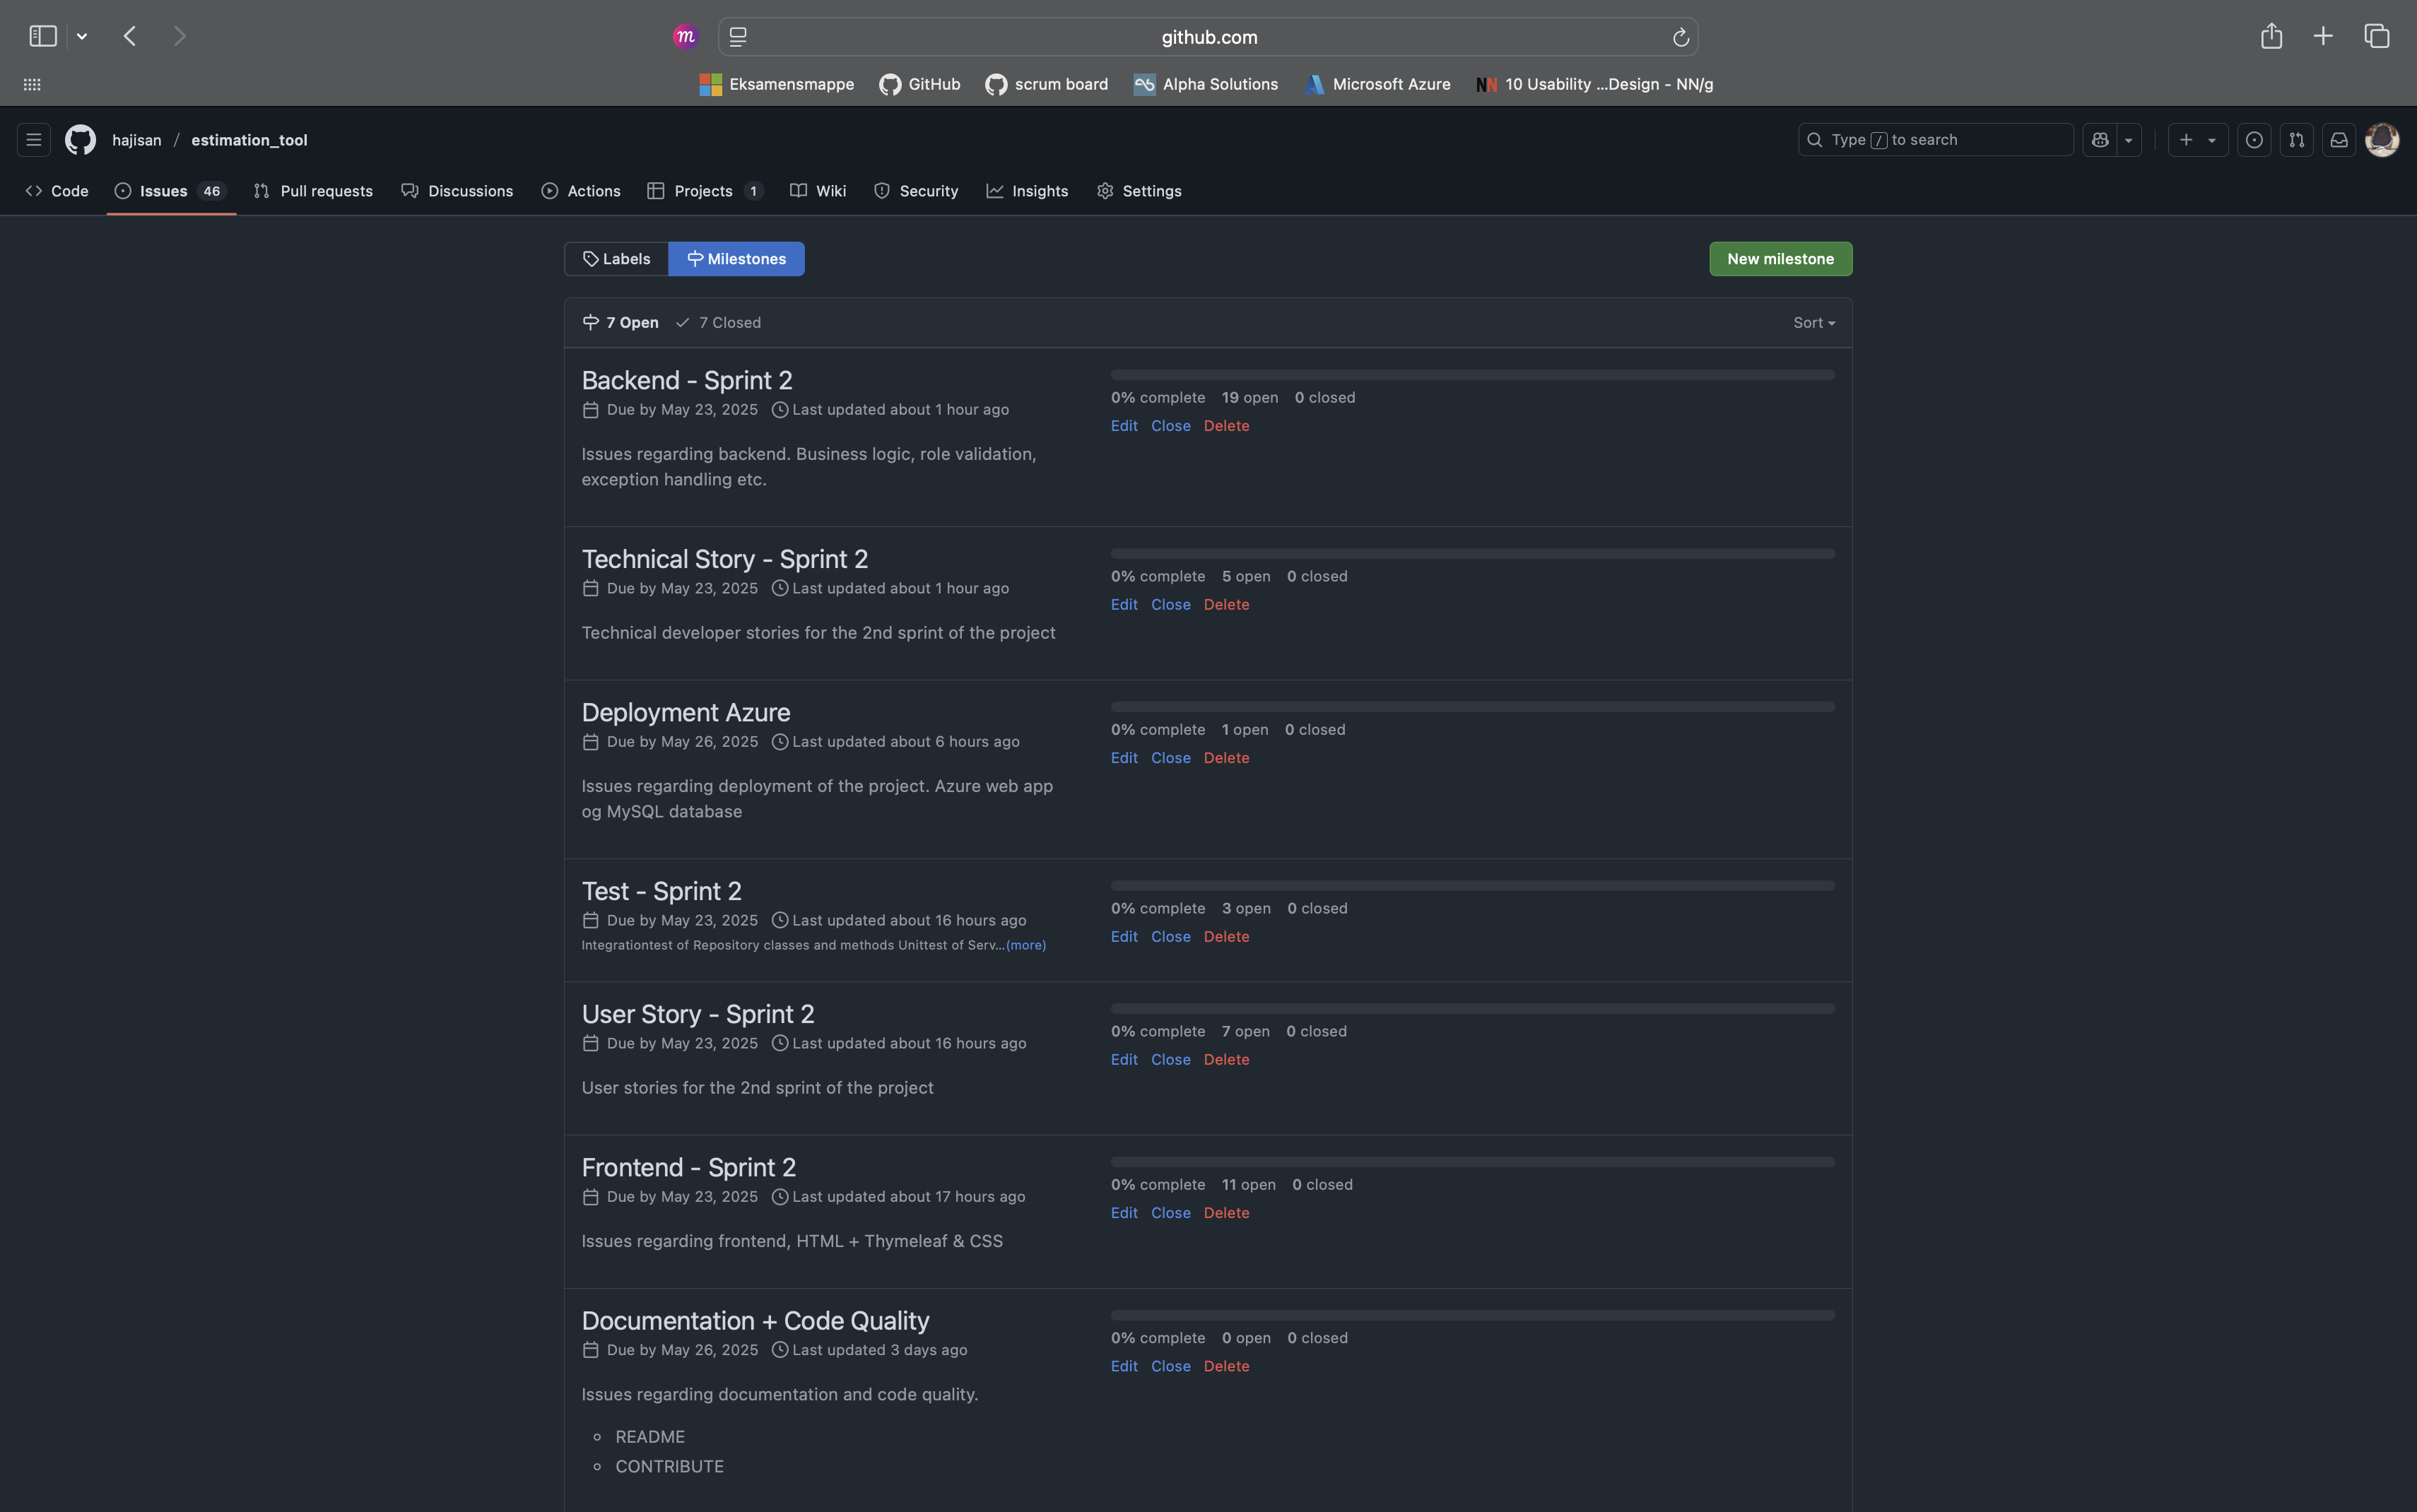 m
github.com
Eksamensmappe
GitHub
scrum board
Alpha Solutions
Microsoft Azure
NN 10 Usability ...Design - NN/g
hajisan / estimation_tool
Type / to search
Code
Issues 46
Pull requests
Discussions
Actions
Projects 1
Wiki
Security
Insights
Settings
Labels
Milestones
New milestone
7 Open
7 Closed
Sort
Backend - Sprint 2
Due by May 23, 2025 Last updated about 1 hour ago
Issues regarding backend. Business logic, role validation,
exception handling etc.
0% complete 19 open 0 closed
Edit Close Delete
Technical Story - Sprint 2
Due by May 23, 2025 Last updated about 1 hour ago
Technical developer stories for the 2nd sprint of the project
0% complete 5 open 0 closed
Edit Close Delete
Deployment Azure
Due by May 26, 2025 Last updated about 6 hours ago
Issues regarding deployment of the project. Azure web app
og MySQL database
0% complete 1 open 0 closed
Edit Close Delete
Test - Sprint 2
Due by May 23, 2025 Last updated about 16 hours ago
Integrationtest of Repository classes and methods Unittest of Serv...(more)
0% complete 3 open 0 closed
Edit Close Delete
User Story - Sprint 2
Due by May 23, 2025 Last updated about 16 hours ago
User stories for the 2nd sprint of the project
0% complete 7 open 0 closed
Edit Close Delete
Frontend - Sprint 2
Due by May 23, 2025 Last updated about 17 hours ago
Issues regarding frontend, HTML + Thymeleaf & CSS
0% complete 11 open 0 closed
Edit Close Delete
Documentation + Code Quality
Due by May 26, 2025 Last updated 3 days ago
Issues regarding documentation and code quality.
README
CONTRIBUTE
0% complete 0 open 0 closed
Edit Close Delete